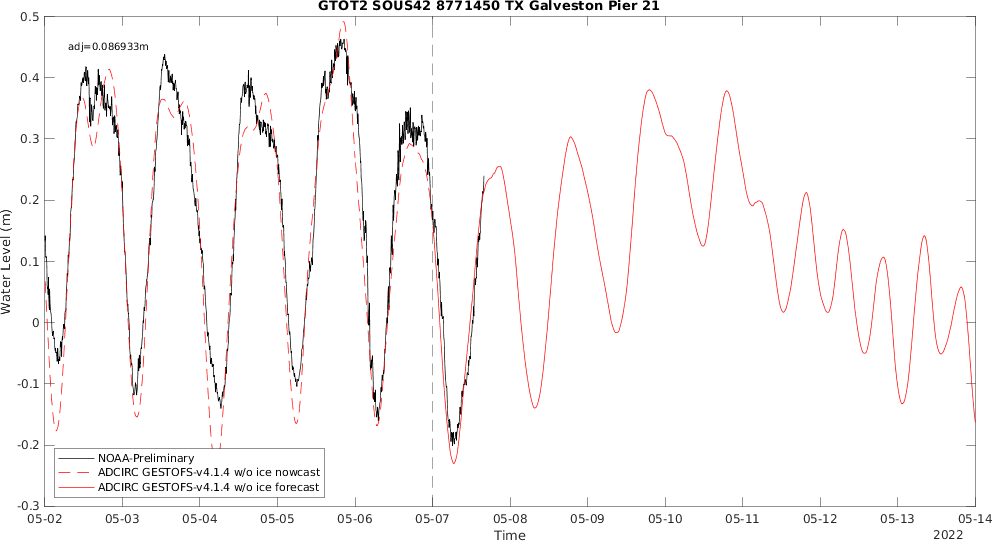 GTOT2 SOUS42 8771450 TX Galveston Pier 21
adj=0.086933m
Water Level (m)
0.5
0.4
0.3
0.2
0.1
0
-0.1
-0.2
-0.3
NOAA-Preliminary
ADCIRC GESTOFS-v4.1.4 w/o ice nowcast
ADCIRC GESTOFS-v4.1.4 w/o ice forecast
05-02 05-03 05-04 05-05 05-06 05-07 05-08 05-09 05-10 05-11 05-12 05-13 05-14
Time
2022